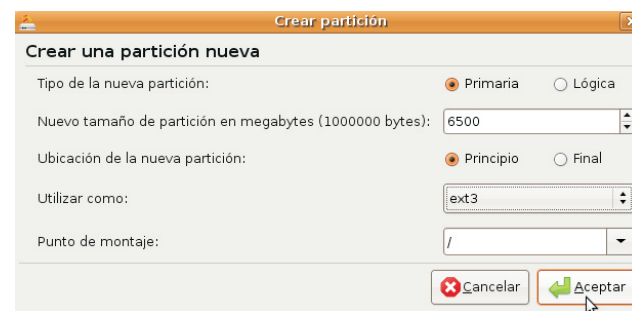 Crear partición
Crear una partición nueva
Tipo de la nueva partición: Primaria Lógica
Nuevo tamaño de partición en megabytes (1000000 bytes): 6500
Ubicación de la nueva partición: Principio Final
Utilizar como: ext3
Punto de montaje: /
Cancelar Aceptar